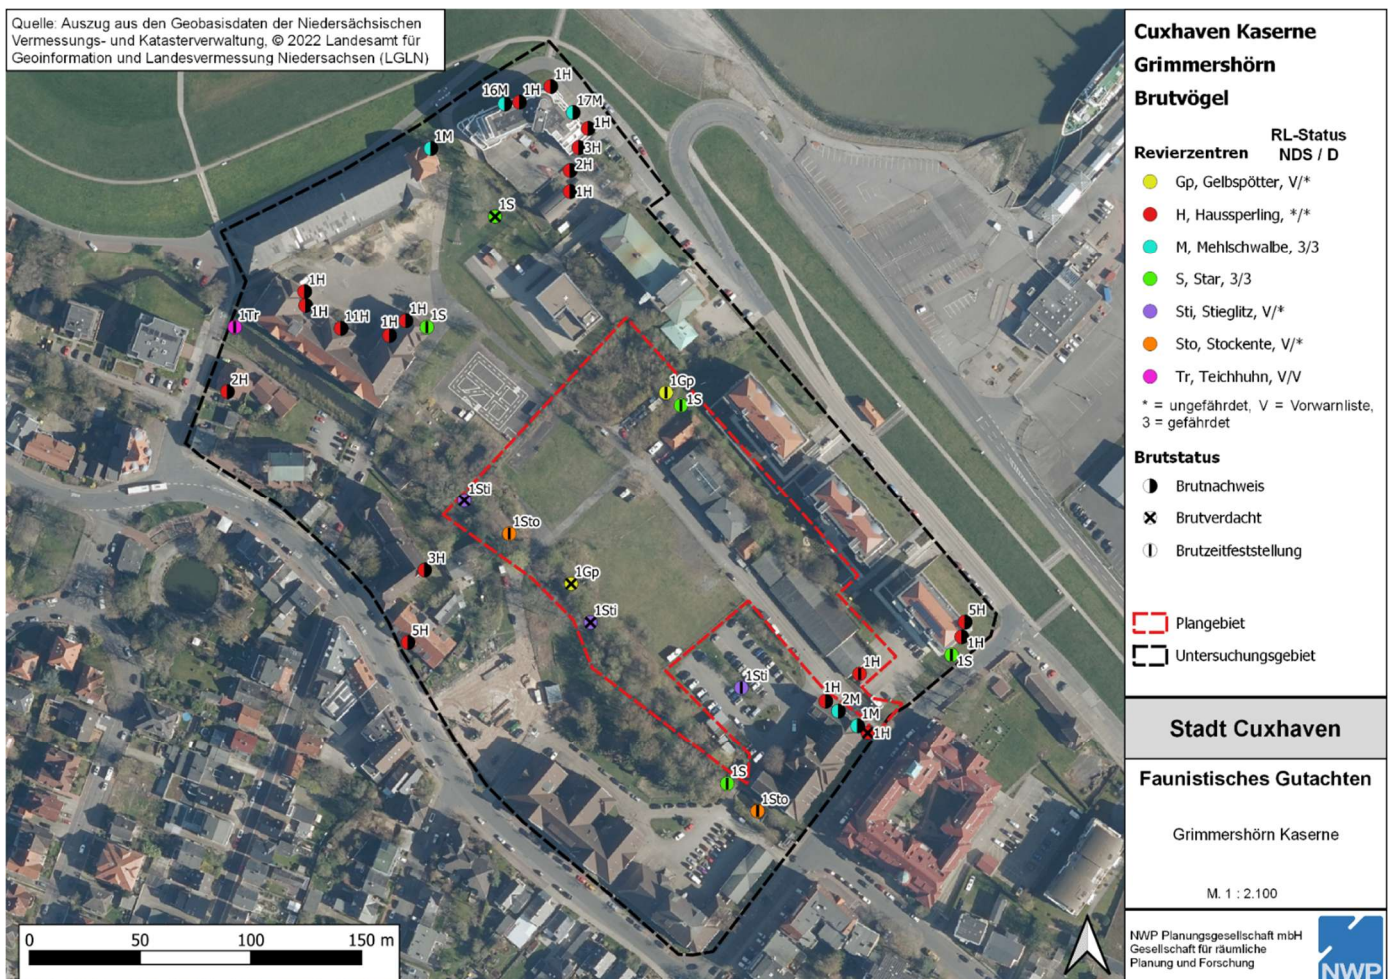 Quelle: Auszug aus den Geobasisdaten der Niedersächsischen
Vermessungs- und Katasterverwaltung, © 2022 Landesamt für
Geoinformation und Landesvermessung Niedersachsen (LGLN)
1H
16M
1H
17M
1H
1M
3H
2H
1H
1S
1H
1H
1Tr
11H
1H
1H
1S
2H
1Gp
1S
1Sti
1Sto
3H
1Gp
1Sti
5H
5H
1H
1S
1H
1Sti
1H
2M
1M
1H
1S
1Sto
0 50 100 150 m
Cuxhaven Kaserne
Grimmershörn
Brutvögel
RL-Status
Revierzentren NDS / D
Gp, Gelbspötter, V/*
H, Haussperling, */*
M, Mehlschwalbe, 3/3
S, Star, 3/3
Sti, Stieglitz, V/*
Sto, Stockente, V/*
Tr, Teichhuhn, V/V
* = ungefährdet, V = Vorwarnliste,
3 = gefährdet
Brutstatus
Brutnachweis
Brutverdacht
Brutzeitfeststellung
Plangebiet
Untersuchungsgebiet
Stadt Cuxhaven
Faunistisches Gutachten
Grimmershörn Kaserne
M. 1 : 2.100
NWP Planungsgesellschaft mbH
Gesellschaft für räumliche
Planung und Forschung
NWP